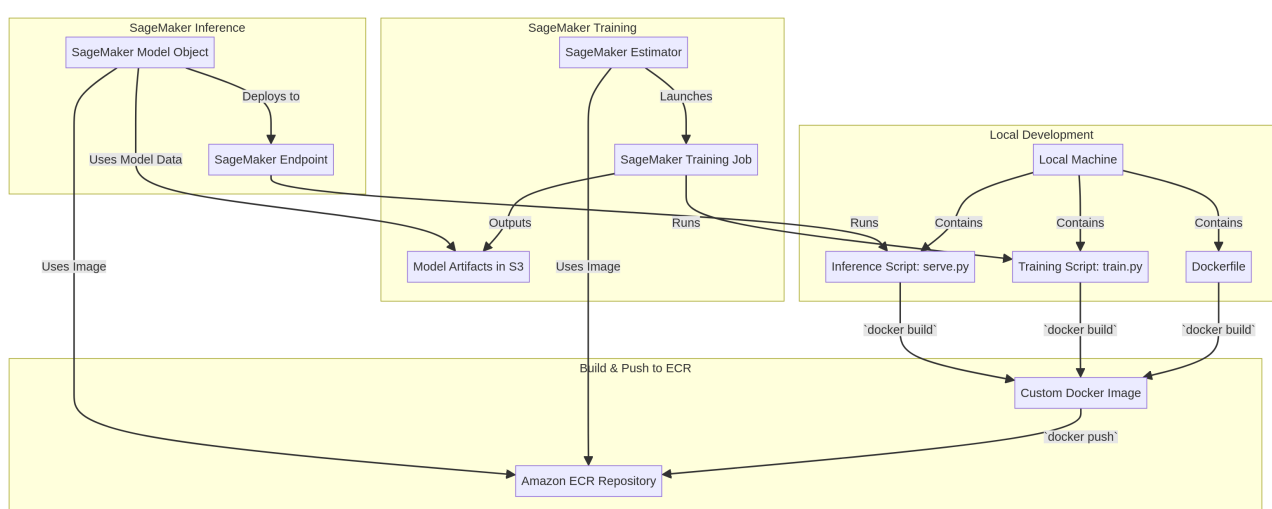 SageMaker Inference
SageMaker Model Object
Deploys to
Uses Model Data
SageMaker Endpoint
Uses Image
SageMaker Training
SageMaker Estimator
Launches
SageMaker Training Job
Outputs
Runs
Model Artifacts in S3
Uses Image
Local Development
Local Machine
Runs
Contains
Contains
Contains
Inference Script: serve.py
Training Script: train.py
Dockerfile
`docker build`
`docker build`
`docker build`
Build & Push to ECR
Custom Docker Image
`docker push`
Amazon ECR Repository